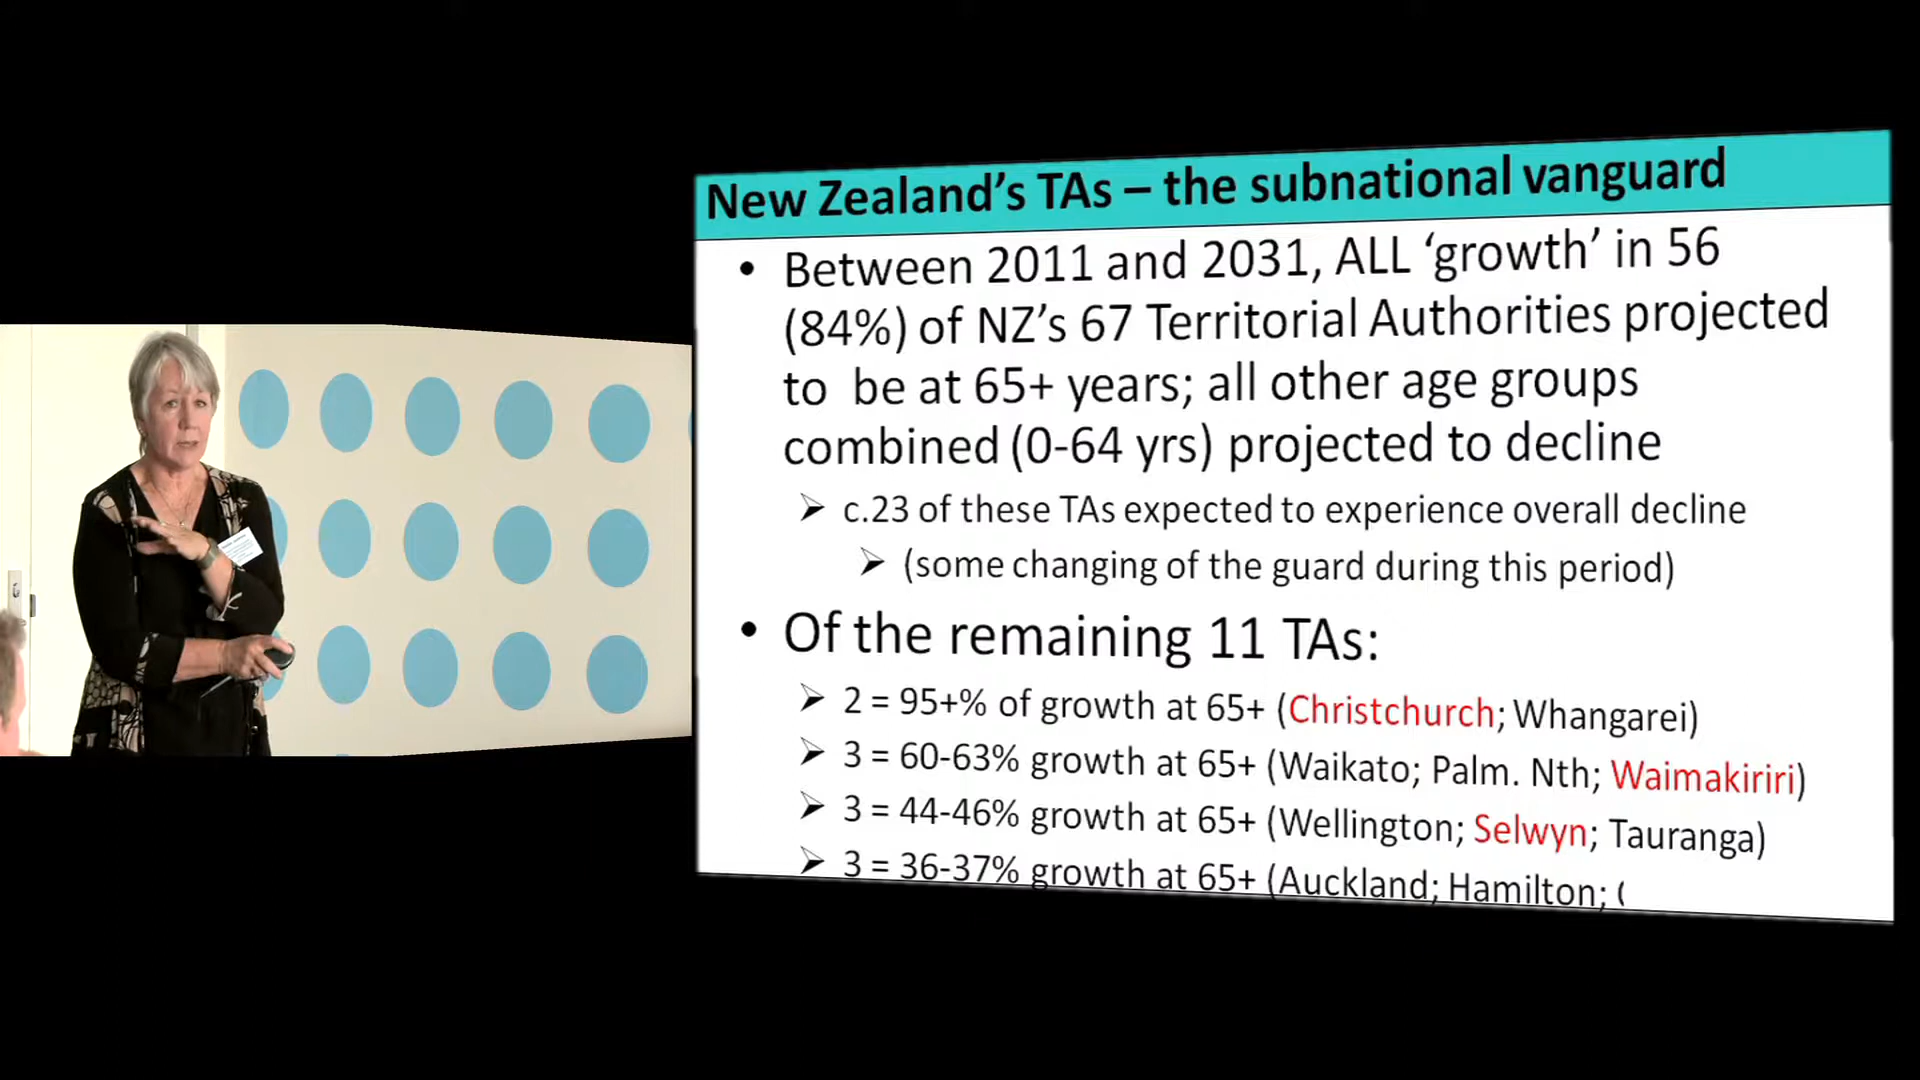 New Zealand's TAs – the subnational vanguard
• Between 2011 and 2031, ALL 'growth' in 56
(84%) of NZ's 67 Territorial Authorities projected
to be at 65+ years; all other age groups
combined (0-64 yrs) projected to decline
➢ c.23 of these TAs expected to experience overall decline
➢ (some changing of the guard during this period)
• Of the remaining 11 TAs:
➢ 2 = 95+% of growth at 65+ (Christchurch; Whangarei)
➢ 3 = 60-63% growth at 65+ (Waikato; Palm. Nth; Waimakiriri)
➢ 3 = 44-46% growth at 65+ (Wellington; Selwyn; Tauranga)
➢ 3 = 36-37% growth at 65+ (Auckland; Hamilton;